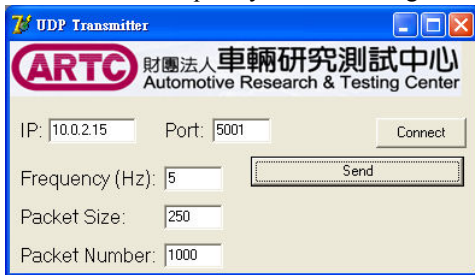 UDP Transmitter
ARTC 財團法人車輛研究測試中心
Automotive Research & Testing Center
IP: 10.0.2.15 Port: 5001 Connect
Send
Frequency (Hz): 5
Packet Size: 250
Packet Number: 1000